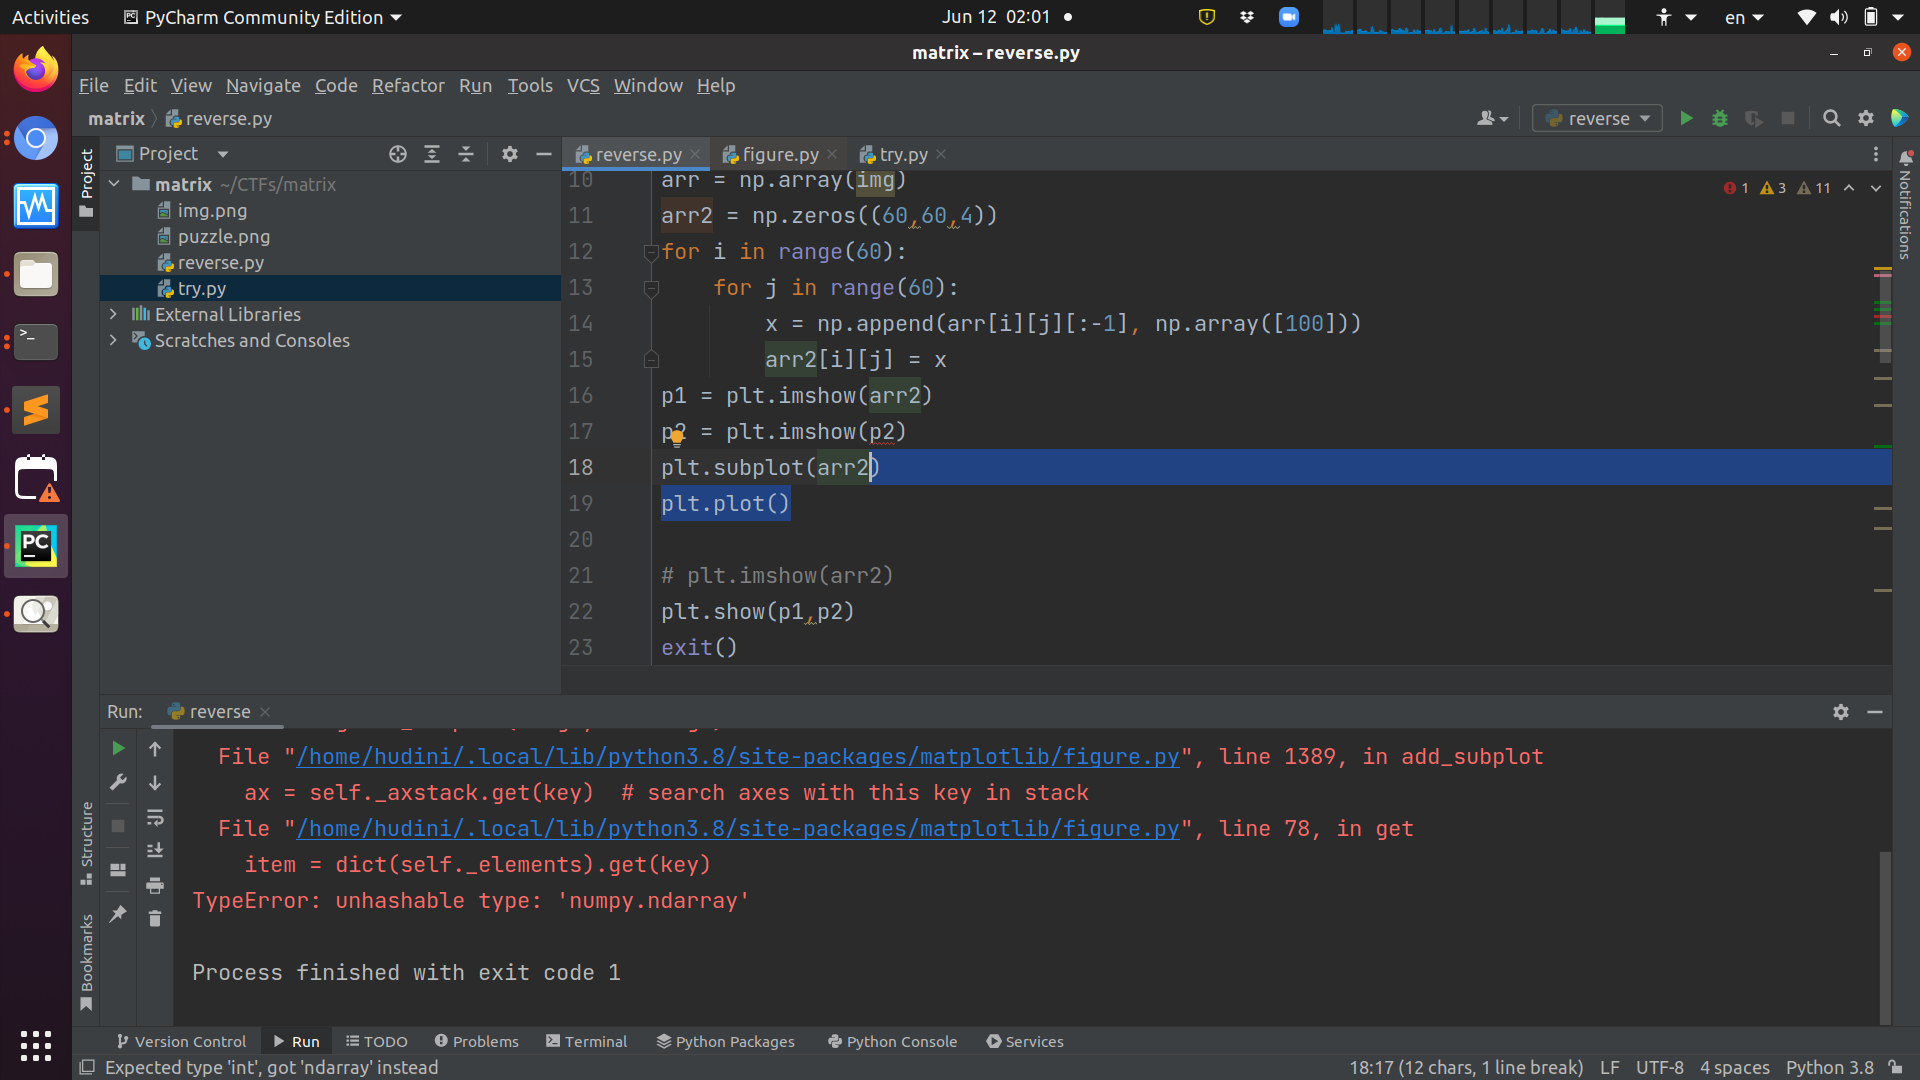 Activities PyCharm Community Edition Jun 12 02:01 en
matrix – reverse.py
File Edit View Navigate Code Refactor Run Tools VCS Window Help
matrix reverse.py reverse
Project reverse.py figure.py try.py
Project
Notifications
matrix ~/CTFs/matrix
img.png
puzzle.png
reverse.py
try.py
External Libraries
Scratches and Consoles
1 3 11
10 arr = np.array(img)
11 arr2 = np.zeros((60,60,4))
12 for i in range(60):
13 for j in range(60):
14 x = np.append(arr[i][j][:-1], np.array([100]))
15 arr2[i][j] = x
16 p1 = plt.imshow(arr2)
17 p2 = plt.imshow(p2)
18 plt.subplot(arr2)
19 plt.plot()
20
21 # plt.imshow(arr2)
22 plt.show(p1,p2)
23 exit()
Run: reverse
File "/home/hudini/.local/lib/python3.8/site-packages/matplotlib/figure.py", line 1389, in add_subplot
ax = self._axstack.get(key) # search axes with this key in stack
File "/home/hudini/.local/lib/python3.8/site-packages/matplotlib/figure.py", line 78, in get
item = dict(self._elements).get(key)
TypeError: unhashable type: 'numpy.ndarray'
Process finished with exit code 1
Structure
Bookmarks
Version Control Run TODO Problems Terminal Python Packages Python Console Services
Expected type 'int', got 'ndarray' instead 18:17 (12 chars, 1 line break) LF UTF-8 4 spaces Python 3.8